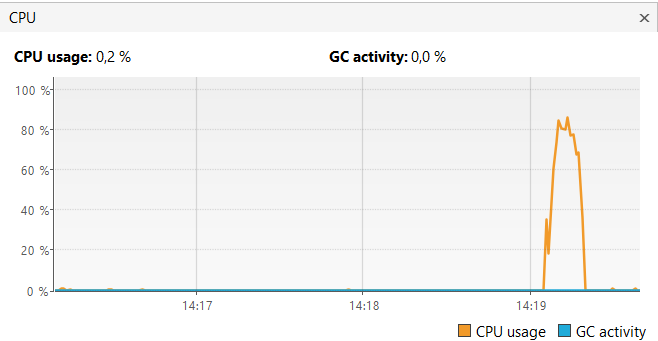 CPU
CPU usage: 0,2 % GC activity: 0,0 %
100 %
80 %
60 %
40 %
20 %
0 %
14:17 14:18 14:19
CPU usage GC activity